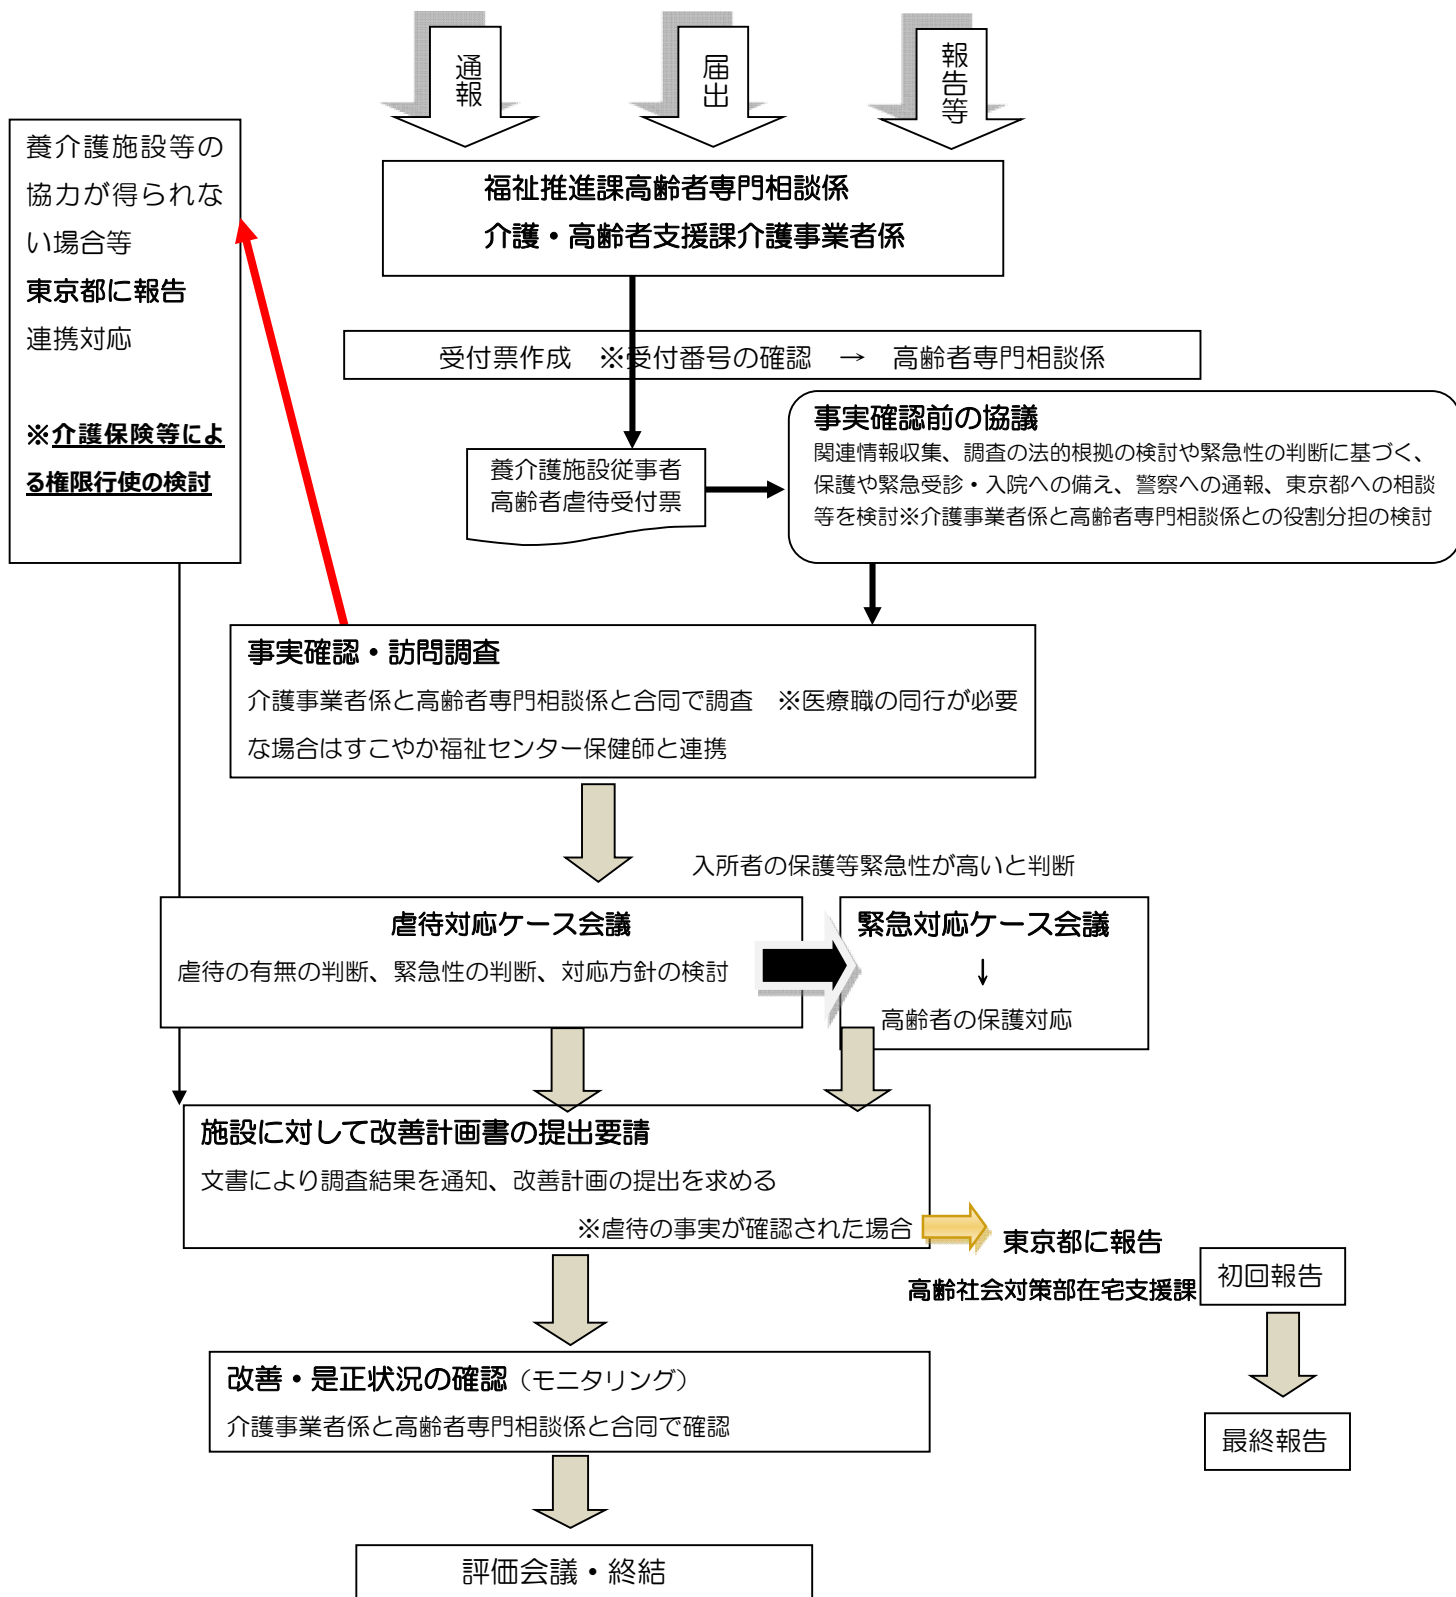 通報
届出
報告等
養介護施設等の
協力が得られな
い場合等
東京都に報告
連携対応
※介護保険等によ
る権限行使の検討
福祉推進課高齢者専門相談係
介護・高齢者支援課介護事業者係
受付票作成　※受付番号の確認　→　高齢者専門相談係
養介護施設従事者
高齢者虐待受付票
事実確認前の協議
関連情報収集、調査の法的根拠の検討や緊急性の判断に基づく、
保護や緊急受診・入院への備え、警察への通報、東京都への相談
等を検討※介護事業者係と高齢者専門相談係との役割分担の検討
事実確認・訪問調査
介護事業者係と高齢者専門相談係と合同で調査　※医療職の同行が必要
な場合はすこやか福祉センター保健師と連携
入所者の保護等緊急性が高いと判断
虐待対応ケース会議
虐待の有無の判断、緊急性の判断、対応方針の検討
緊急対応ケース会議
↓
高齢者の保護対応
施設に対して改善計画書の提出要請
文書により調査結果を通知、改善計画の提出を求める
※虐待の事実が確認された場合
東京都に報告
高齢社会対策部在宅支援課
初回報告
最終報告
改善・是正状況の確認（モニタリング）
介護事業者係と高齢者専門相談係と合同で確認
評価会議・終結